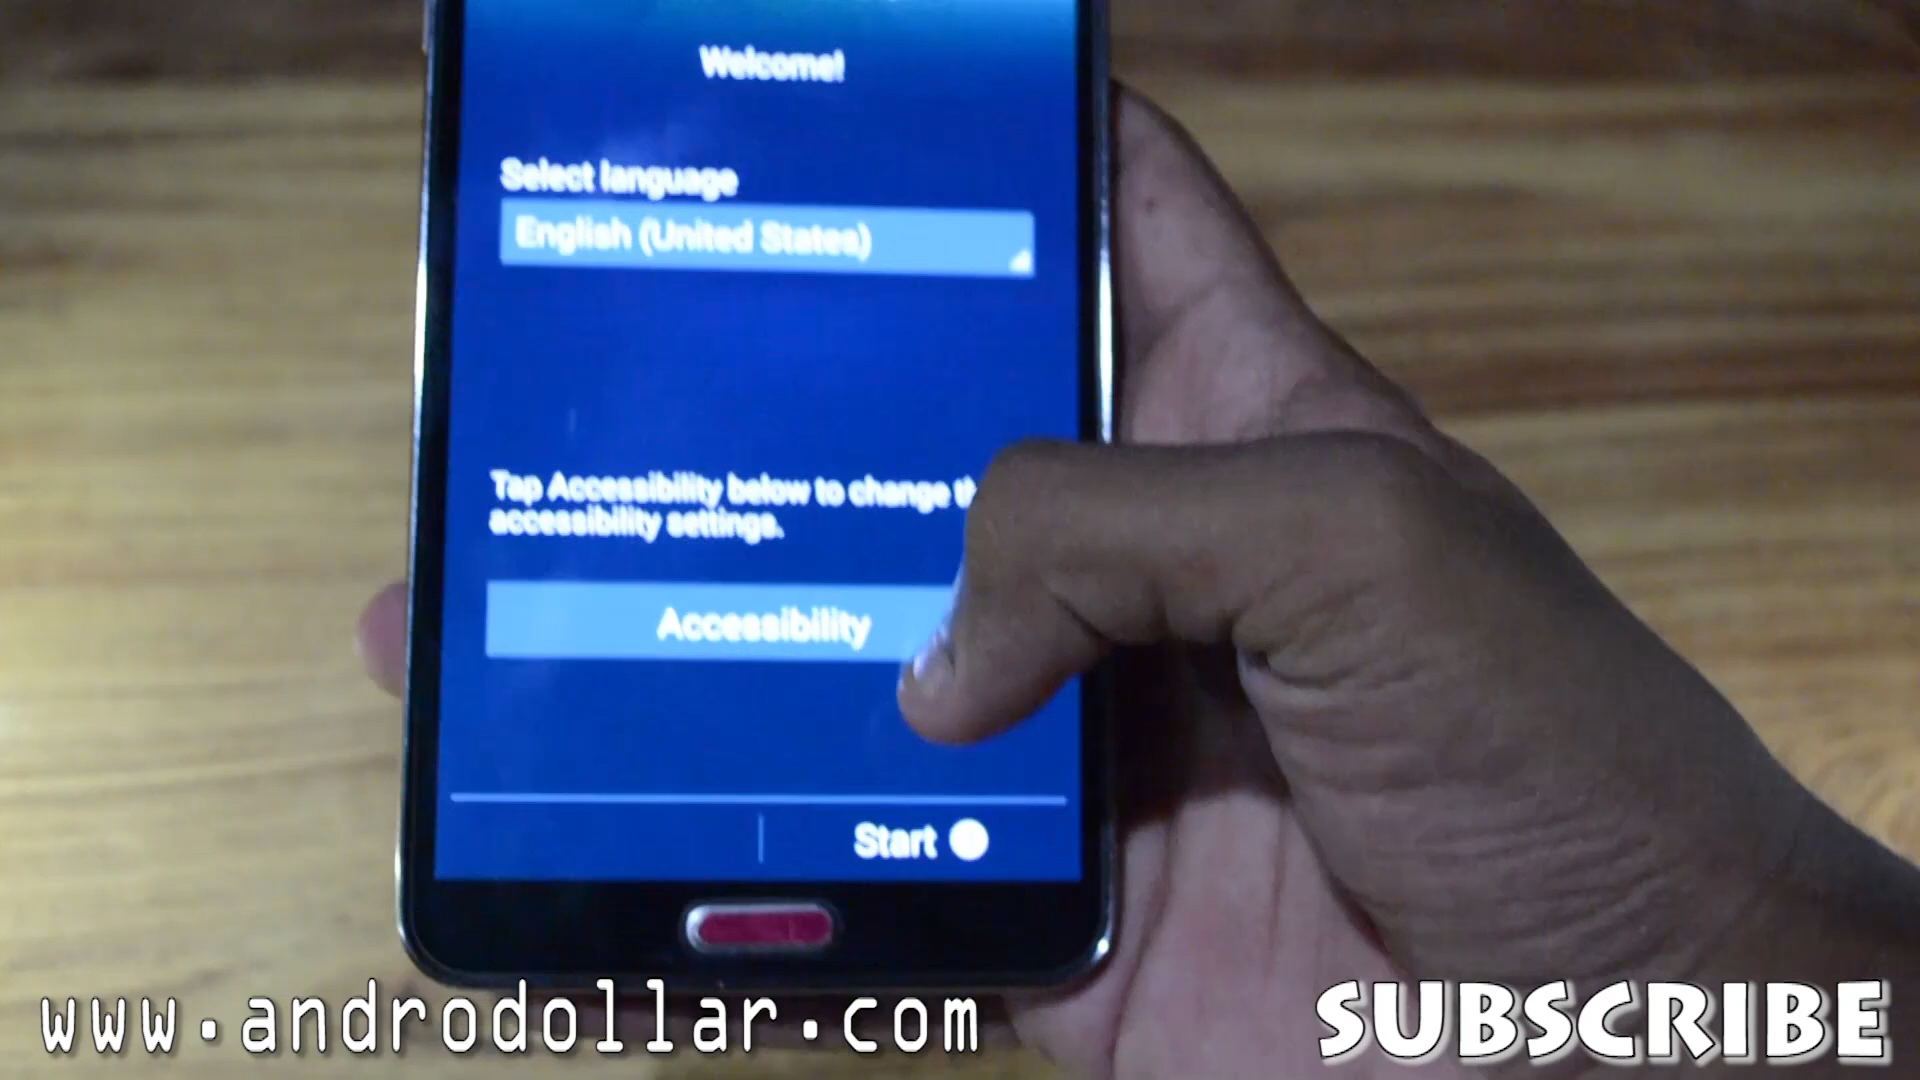 Welcome!
Select language
English (United States)
Tap Accessibility below to change
accessibility settings.
Accessibility
Start
www.androdollar.com
SUBSCRIBE